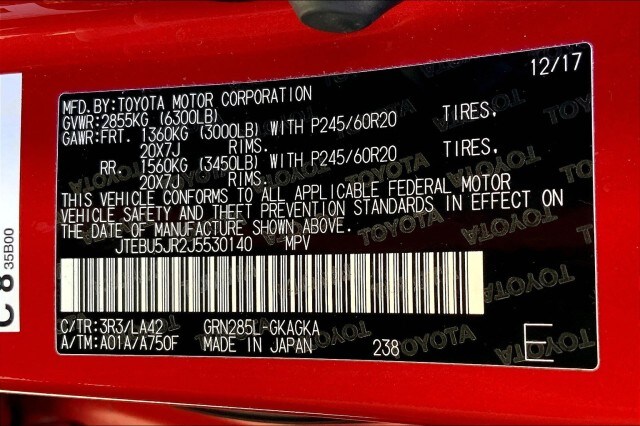 12/17
MFD.BY:TOYOTA MOTOR CORPORATION
GVWR:2855KG (6300LB)
GAWR:FRT. 1360KG (3000LB) WITH P245/60R20 TIRES,
20X7J RIMS.
RR. 1560KG (3450LB) WITH P245/60R20 TIRES,
20X7J RIMS.
THIS VEHICLE CONFORMS TO ALL APPLICABLE FEDERAL MOTOR
VEHICLE SAFETY AND THEFT PREVENTION STANDARDS IN EFFECT ON
THE DATE OF MANUFACTURE SHOWN ABOVE.
JTEBU5JR2J5530140 MPV
C/TR:3R3/LA42 GRN285L-GKAGKA
A/TM:A01A/A750F MADE IN JAPAN 238 E
C 8
35B00